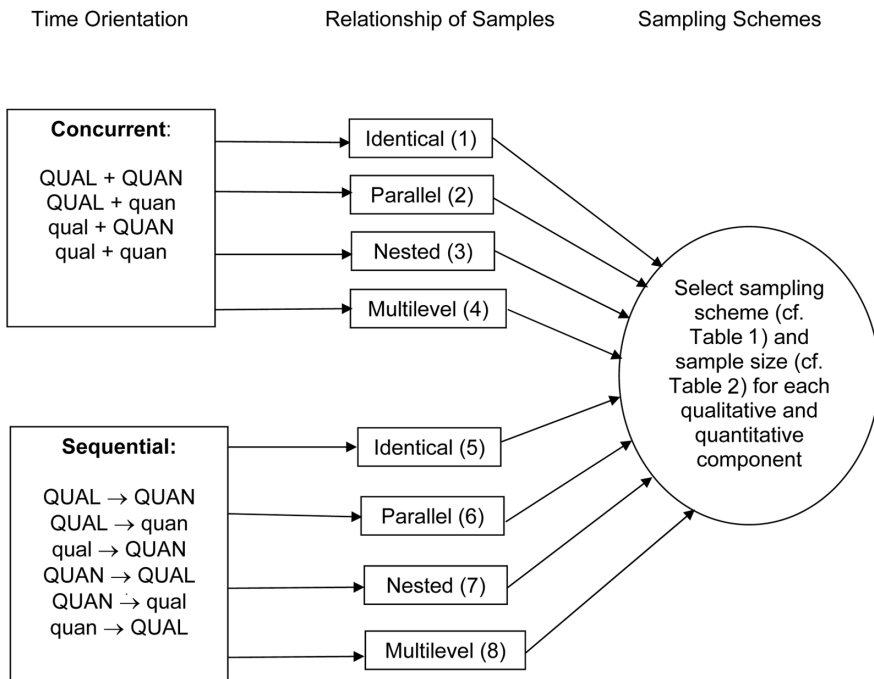 Time Orientation
Relationship of Samples
Sampling Schemes
Concurrent:
QUAL + QUAN
QUAL + quan
qual + QUAN
qual + quan
Identical (1)
Parallel (2)
Nested (3)
Multilevel (4)
Sequential:
QUAL → QUAN
QUAL → quan
qual → QUAN
QUAN → QUAL
QUAN → qual
quan → QUAL
Identical (5)
Parallel (6)
Nested (7)
Multilevel (8)
Select sampling
scheme (cf.
Table 1) and
sample size (cf.
Table 2) for each
qualitative and
quantitative
component